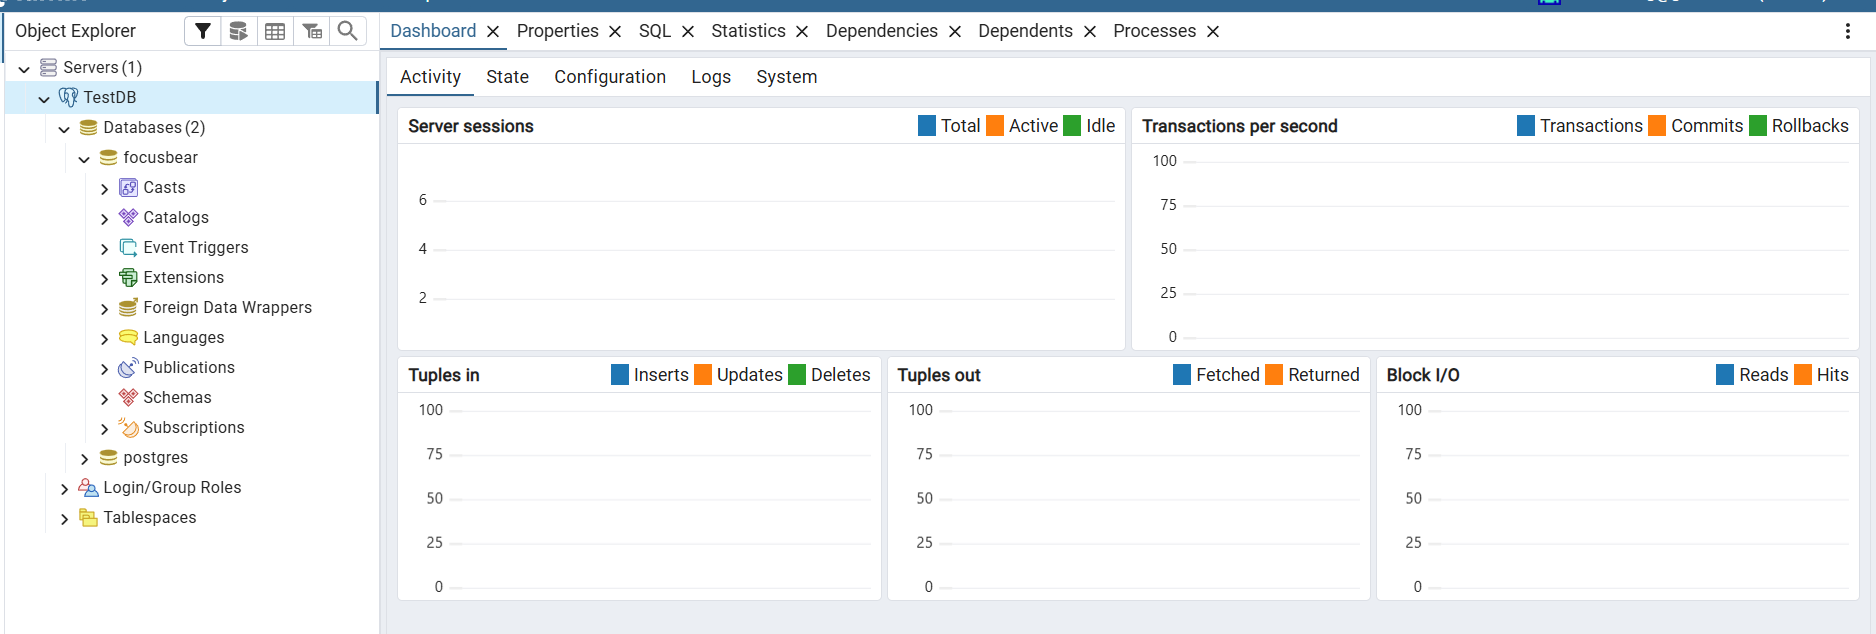 Object Explorer
Dashboard Properties SQL Statistics Dependencies Dependents Processes
Servers (1)
TestDB
Databases (2)
focusbear
Casts
Catalogs
Event Triggers
Extensions
Foreign Data Wrappers
Languages
Publications
Schemas
Subscriptions
postgres
Login/Group Roles
Tablespaces
Activity State Configuration Logs System
Server sessions Total Active Idle
6
4
2
Transactions per second Transactions Commits Rollbacks
100
75
50
25
0
Tuples in Inserts Updates Deletes
100
75
50
25
0
Tuples out Fetched Returned
100
75
50
25
0
Block I/O Reads Hits
100
75
50
25
0